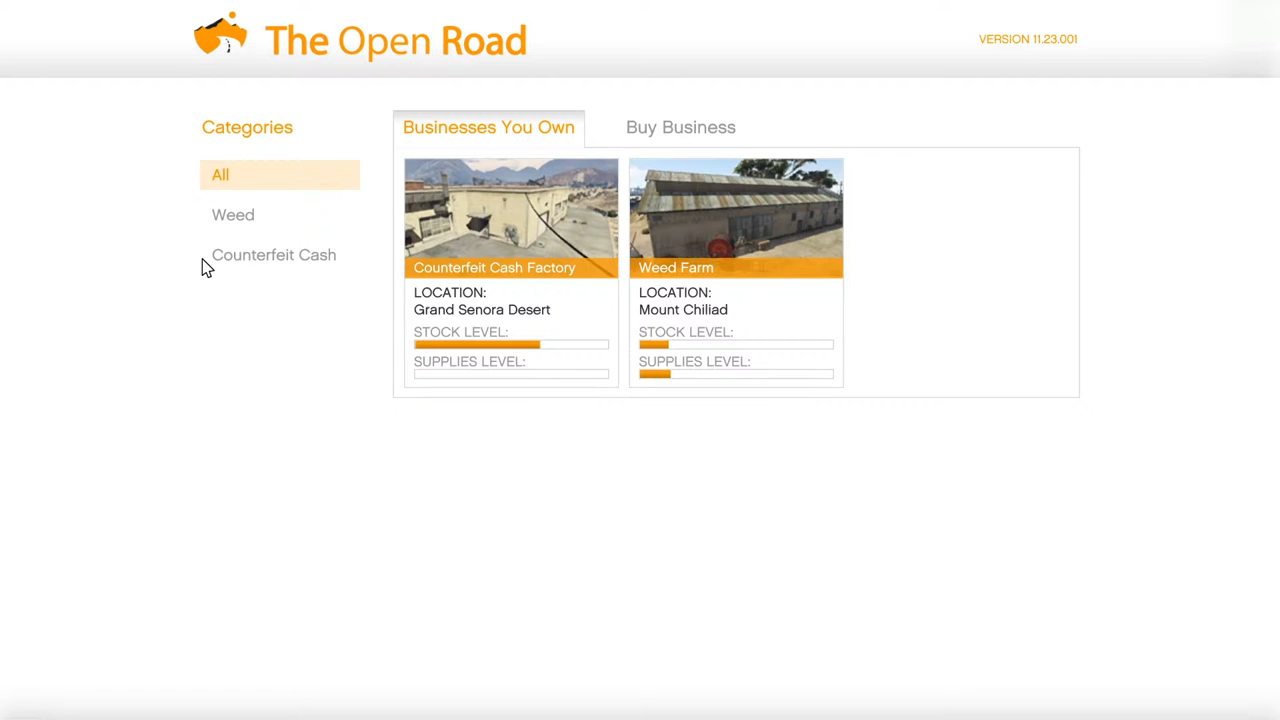 The Open Road
VERSION 11.23.001
Categories
All
Weed
Counterfeit Cash
Businesses You Own
Buy Business
Counterfeit Cash Factory
LOCATION:
Grand Senora Desert
STOCK LEVEL:
SUPPLIES LEVEL:
Weed Farm
LOCATION:
Mount Chiliad
STOCK LEVEL:
SUPPLIES LEVEL: